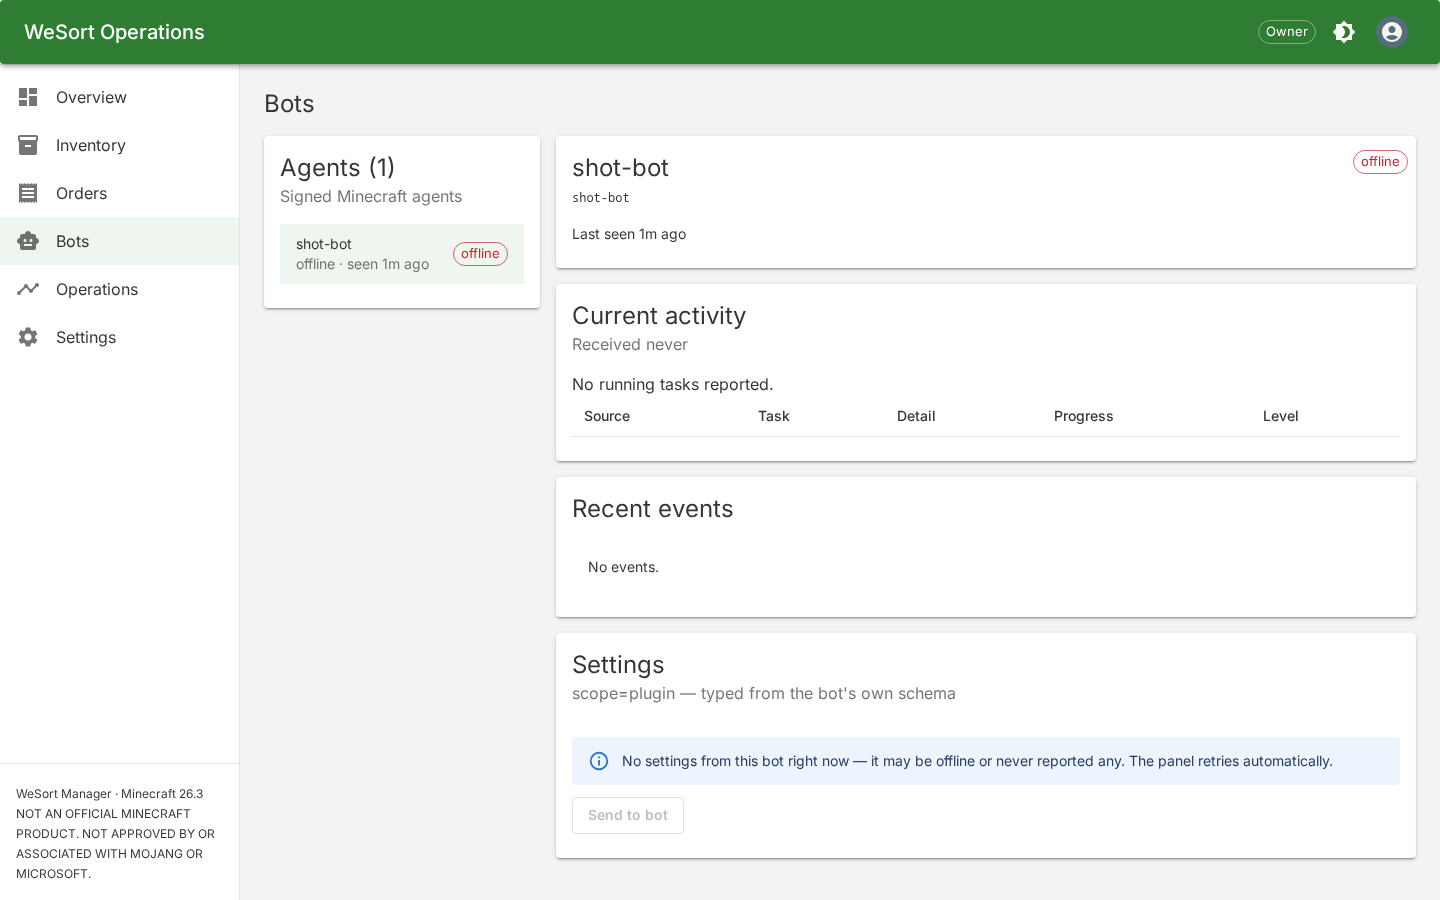 WeSort Operations
Owner
Overview
Inventory
Orders
Bots
Operations
Settings
WeSort Manager · Minecraft 26.3
NOT AN OFFICIAL MINECRAFT
PRODUCT. NOT APPROVED BY OR
ASSOCIATED WITH MOJANG OR
MICROSOFT.
Bots
Agents (1)
Signed Minecraft agents
shot-bot
offline · seen 1m ago
offline
shot-bot
offline
shot-bot
Last seen 1m ago
Current activity
Received never
No running tasks reported.
Source Task Detail Progress Level
Recent events
No events.
Settings
scope=plugin — typed from the bot's own schema
No settings from this bot right now — it may be offline or never reported any. The panel retries automatically.
Send to bot